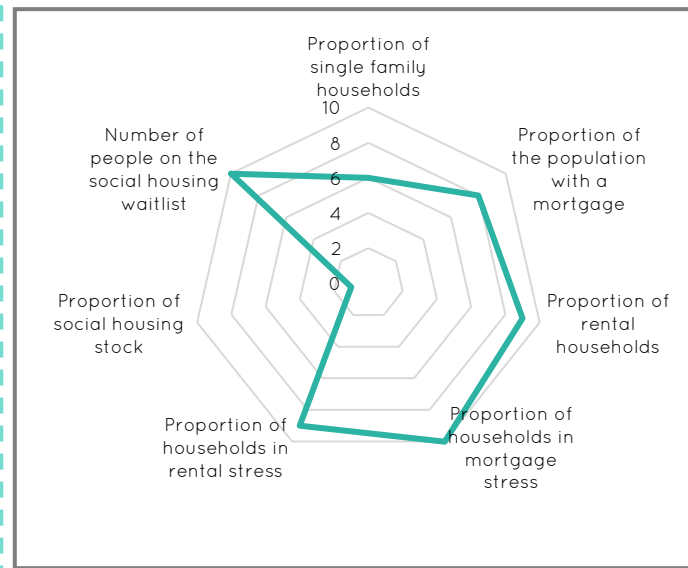 Proportion of
single family
households
10
8
6
4
2
0
Proportion of
the population
with a
mortgage
Proportion of
rental
households
Proportion of
households in
mortgage
stress
Proportion of
households in
rental stress
Proportion of
social housing
stock
Number of
people on the
social housing
waitlist